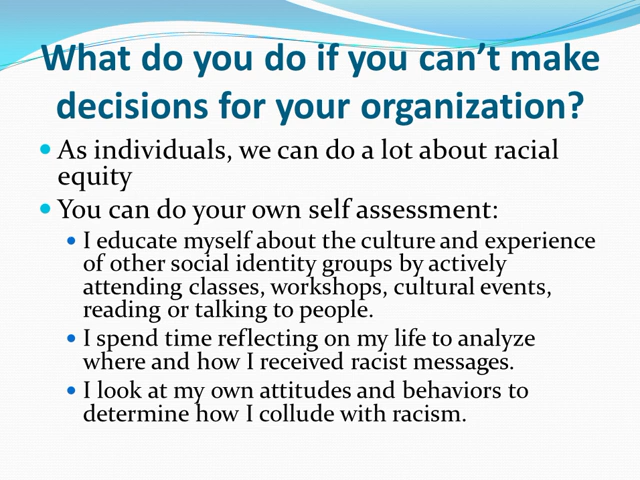 What do you do if you can’t make
decisions for your organization?
• As individuals, we can do a lot about racial
equity
• You can do your own self assessment:
• I educate myself about the culture and experience
of other social identity groups by actively
attending classes, workshops, cultural events,
reading or talking to people.
• I spend time reflecting on my life to analyze
where and how I received racist messages.
• I look at my own attitudes and behaviors to
determine how I collude with racism.